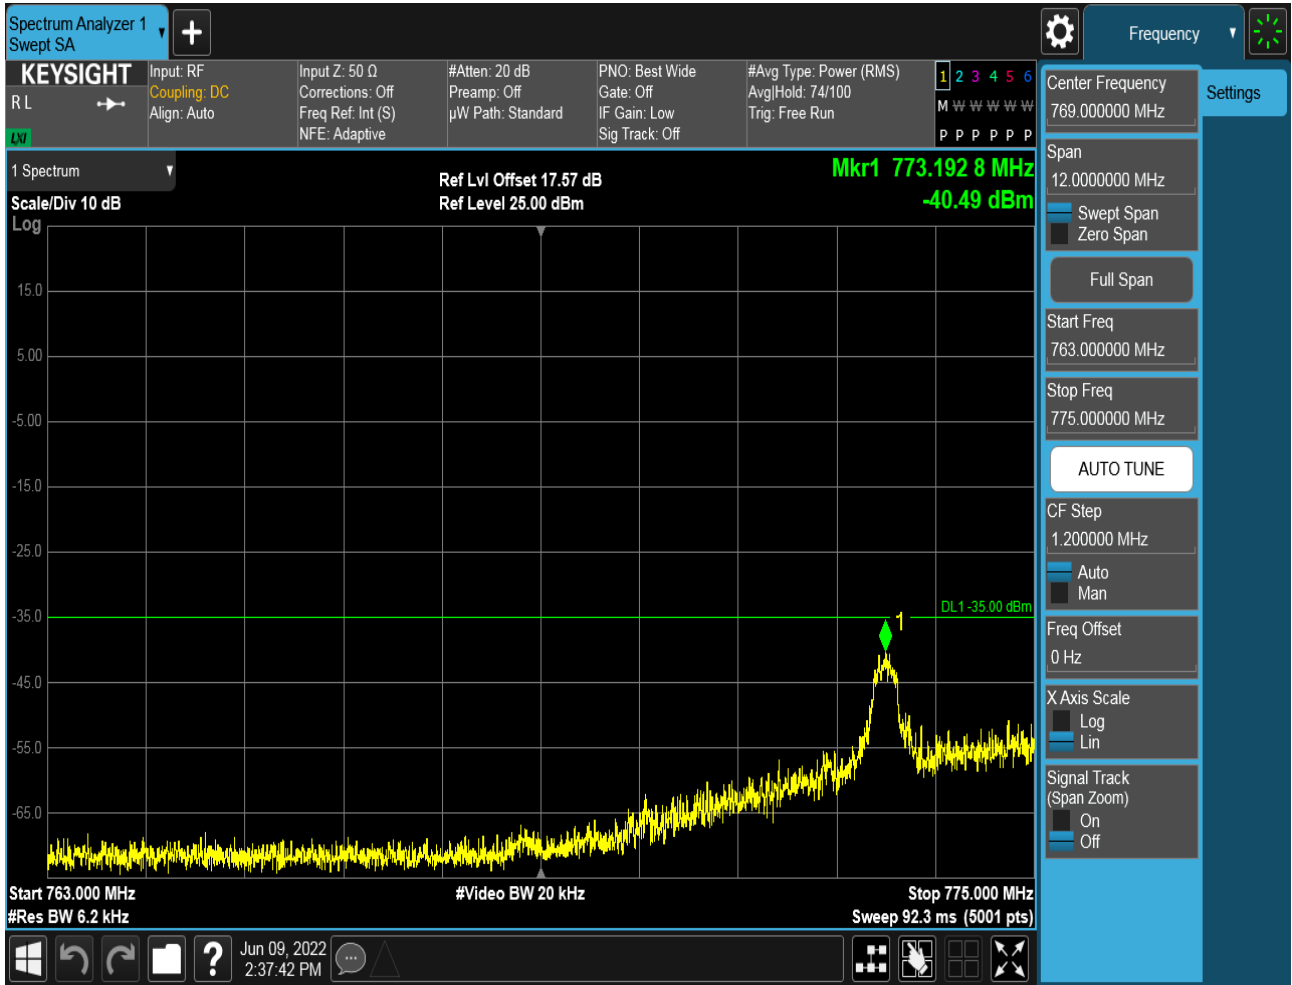 Spectrum Analyzer 1
Swept SA
Frequency
KEYSIGHT
R L
LXI
Input: RF
Coupling: DC
Align: Auto
Input Z: 50 Ω
Corrections: Off
Freq Ref: Int (S)
NFE: Adaptive
#Atten: 20 dB
Preamp: Off
µW Path: Standard
PNO: Best Wide
Gate: Off
IF Gain: Low
Sig Track: Off
#Avg Type: Power (RMS)
Avg|Hold: 74/100
Trig: Free Run
1 2 3 4 5 6
M W W W W W
P P P P P P
1 Spectrum
Scale/Div 10 dB
Log
Ref Lvl Offset 17.57 dB
Ref Level 25.00 dBm
Mkr1 773.192 8 MHz
-40.49 dBm
15.0
5.00
-5.00
-15.0
-25.0
-35.0
-45.0
-55.0
-65.0
DL1 -35.00 dBm
1
Start 763.000 MHz
#Res BW 6.2 kHz
#Video BW 20 kHz
Stop 775.000 MHz
Sweep 92.3 ms (5001 pts)
Center Frequency
769.000000 MHz
Settings
Span
12.0000000 MHz
Swept Span
Zero Span
Full Span
Start Freq
763.000000 MHz
Stop Freq
775.000000 MHz
AUTO TUNE
CF Step
1.200000 MHz
Auto
Man
Freq Offset
0 Hz
X Axis Scale
Log
Lin
Signal Track
(Span Zoom)
On
Off
?
Jun 09, 2022
2:37:42 PM